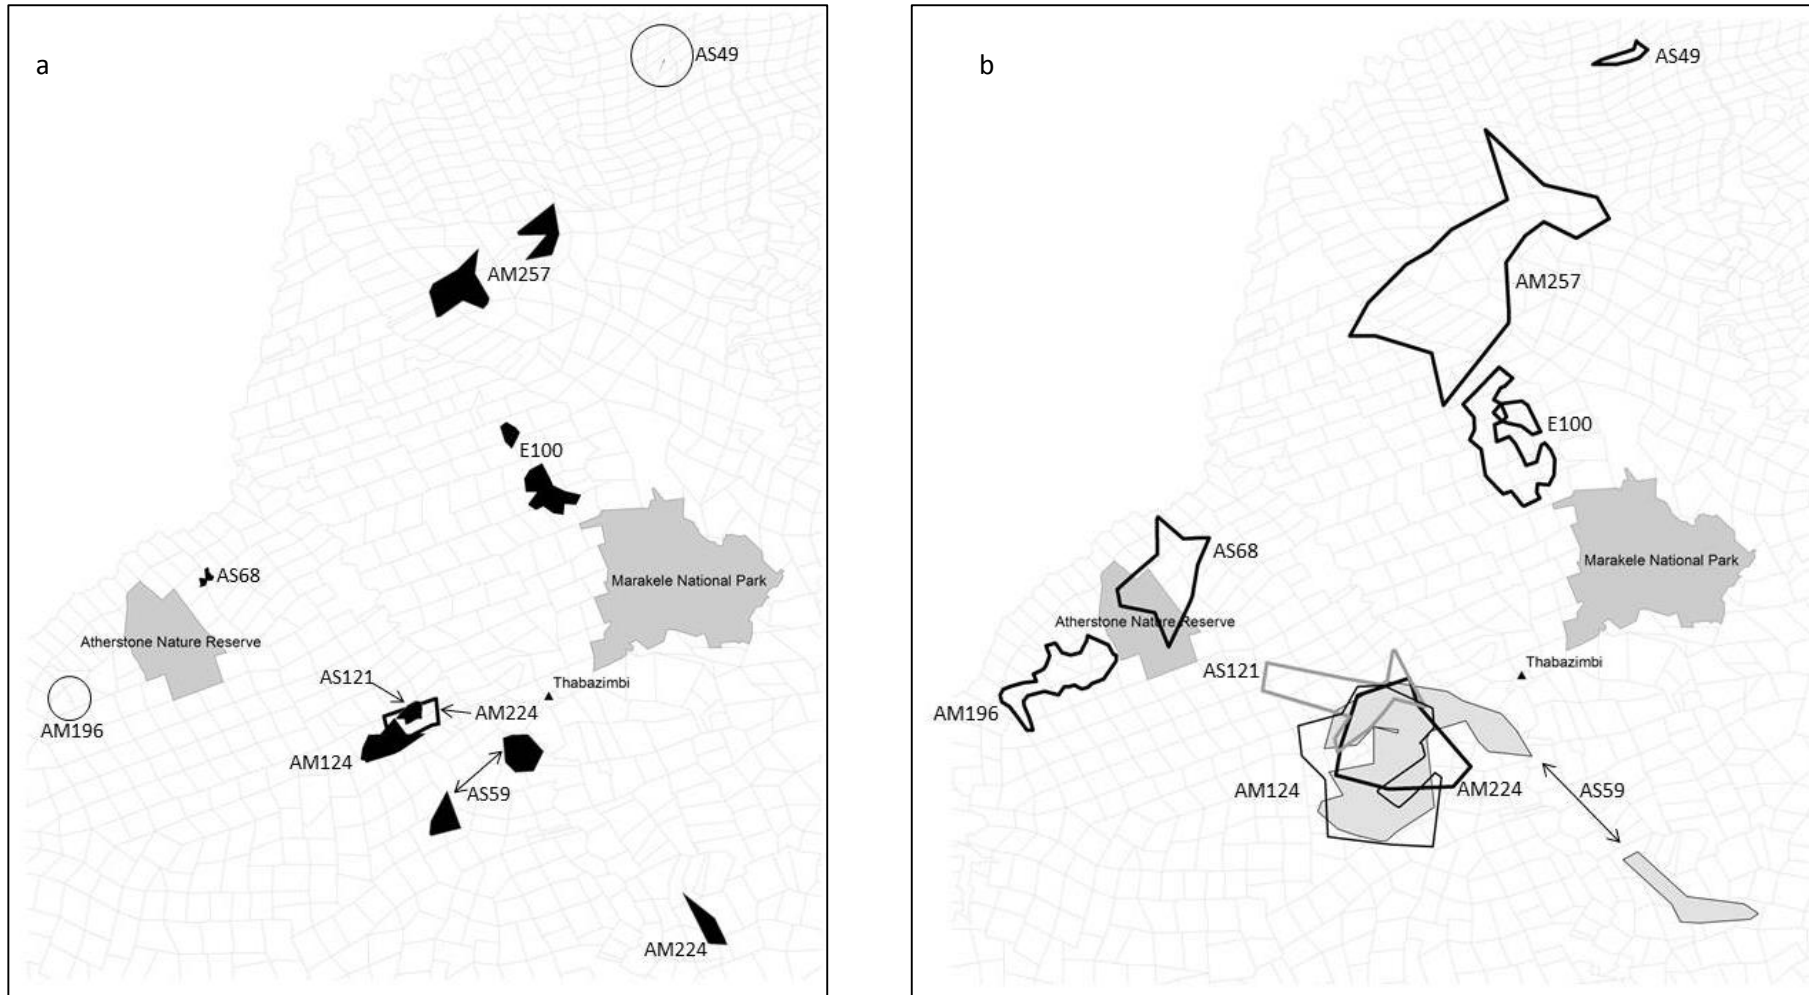 a
AS49
AM257
E100
Marakele National Park
AS68
Atherstone Nature Reserve
AS121
Thabazimbi
AM224
AM196
AM124
AS59
AM224
b
AS49
AM257
E100
AS68
Marakele National Park
Atherstone Nature Reserve
AS121
Thabazimbi
AM196
AM124
AM224
AS59